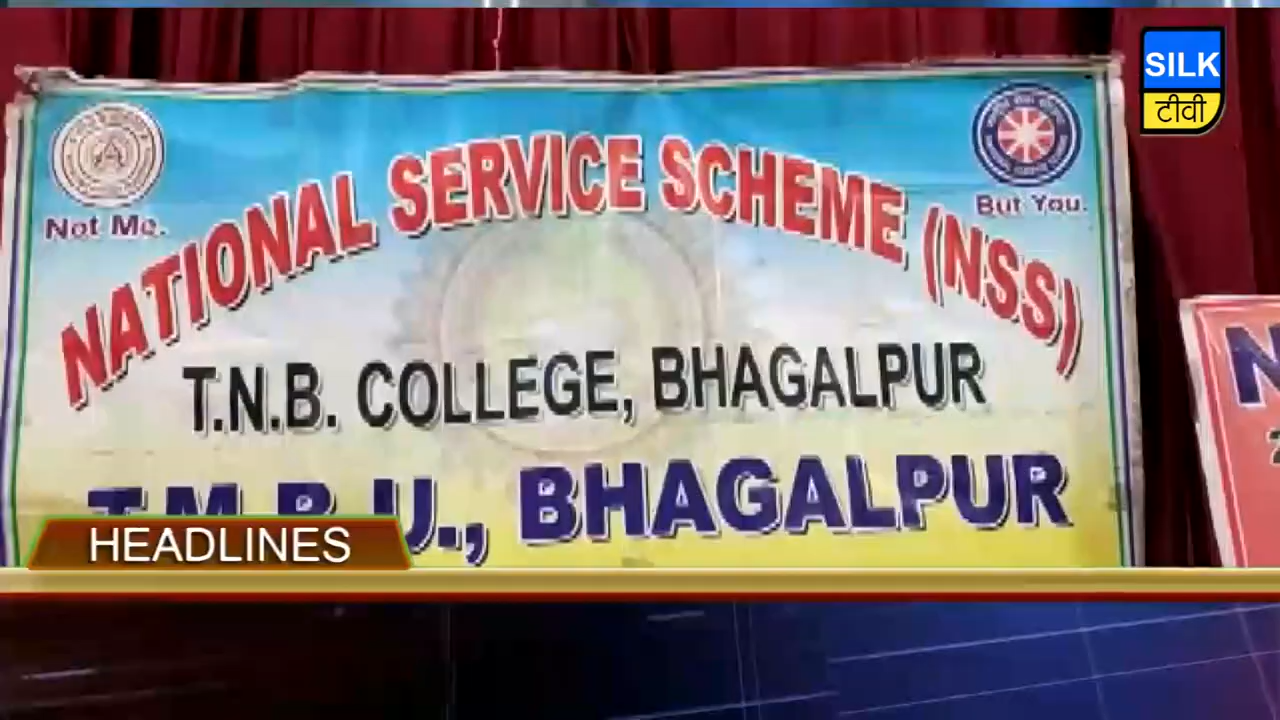 SILK
टीवी
Not Me.
But You.
NATIONAL SERVICE SCHEME (NSS)
T.N.B. COLLEGE, BHAGALPUR
T.M.B.U., BHAGALPUR
HEADLINES